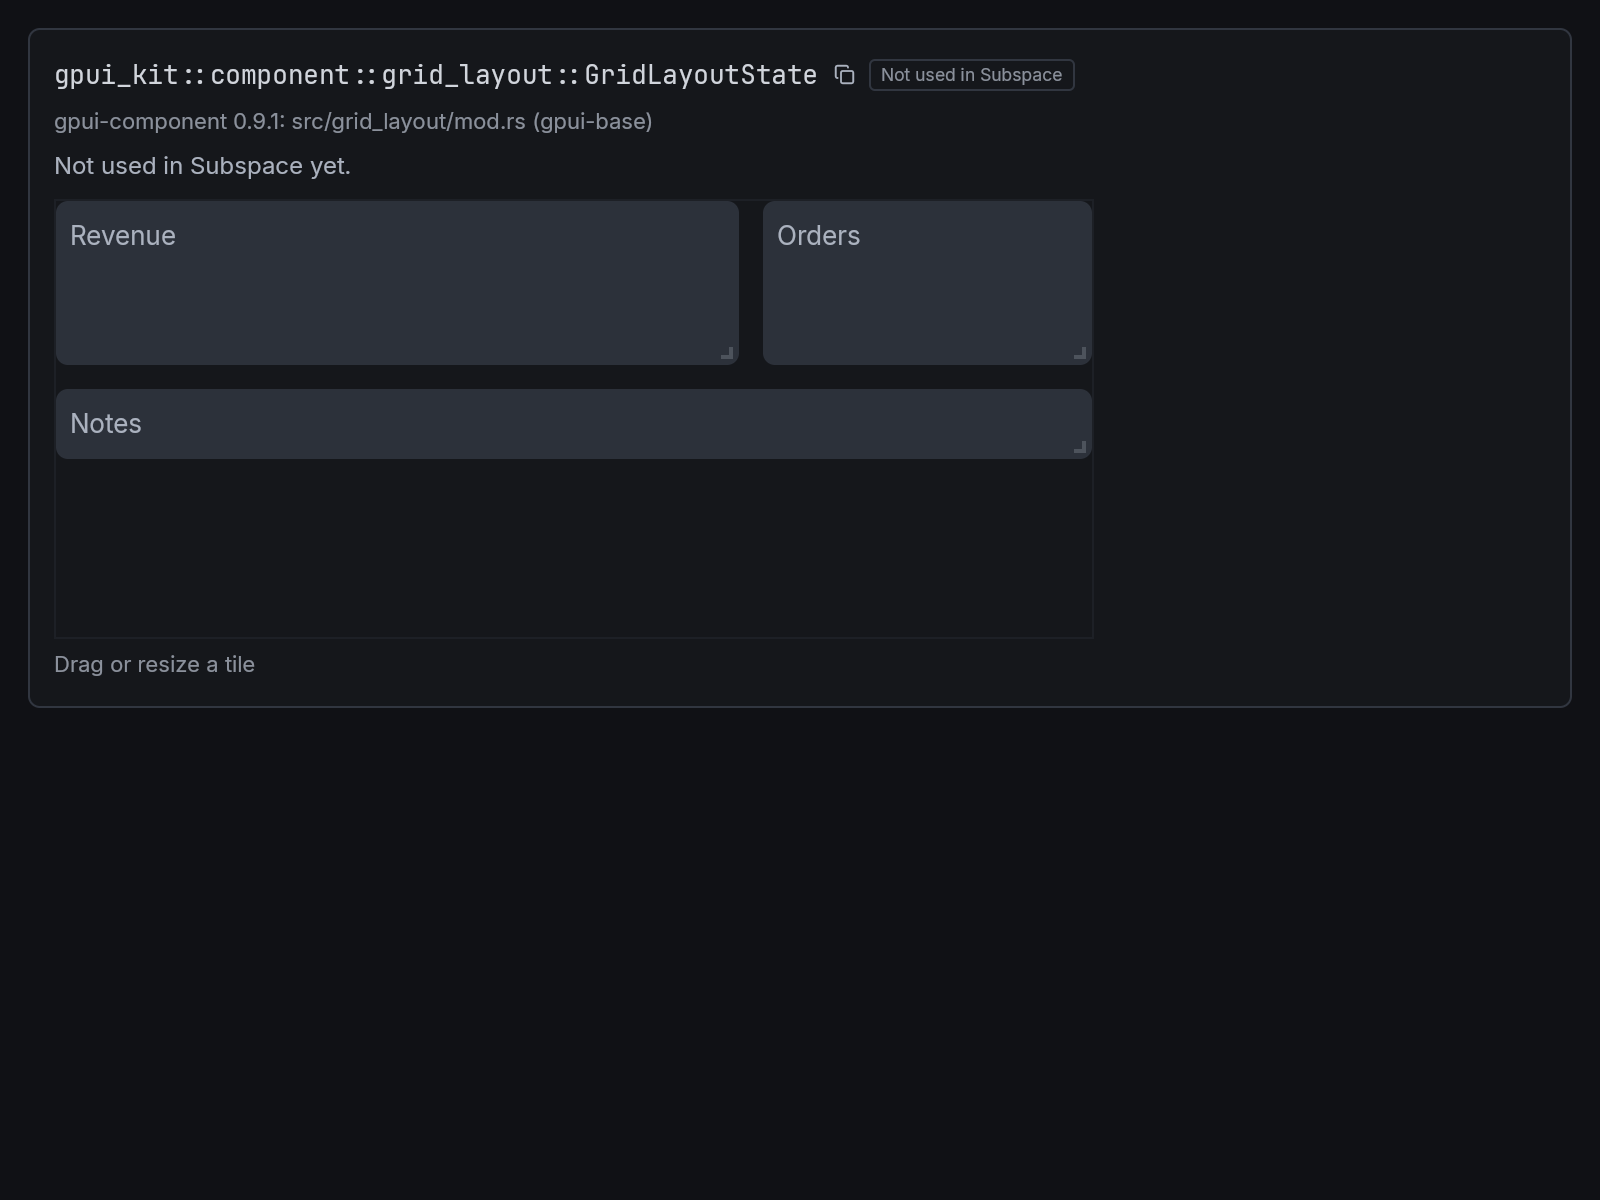 gpui_kit::component::grid_layout::GridLayoutState Not used in Subspace
gpui-component 0.9.1: src/grid_layout/mod.rs (gpui-base)
Not used in Subspace yet.
Revenue Orders
Notes
Drag or resize a tile